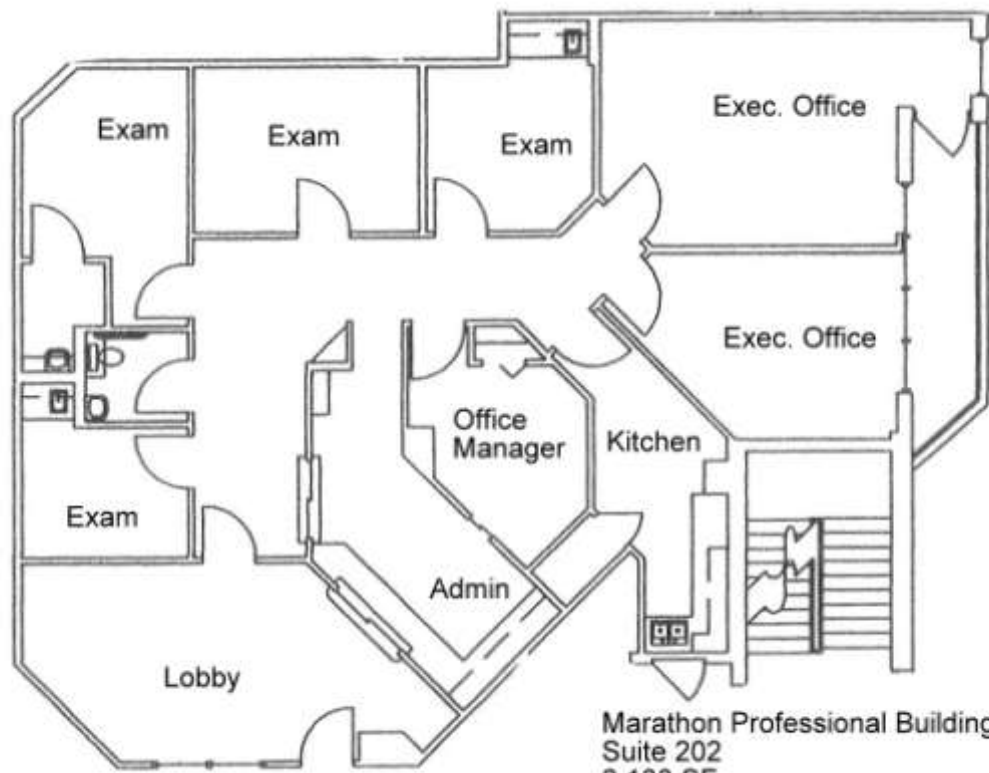 Exam
Exam
Exam
Exec. Office
Exec. Office
Office
Manager
Kitchen
Exam
Admin
Lobby
Marathon Professional Building
Suite 202